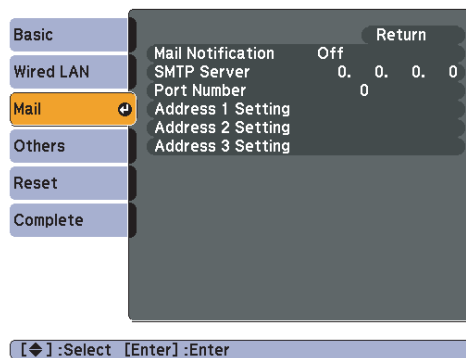 Basic
Wired LAN
Mail
Others
Reset
Complete
Return
Mail Notification Off
SMTP Server 0. 0. 0. 0
Port Number 0
Address 1 Setting
Address 2 Setting
Address 3 Setting
[◆] :Select [Enter] :Enter